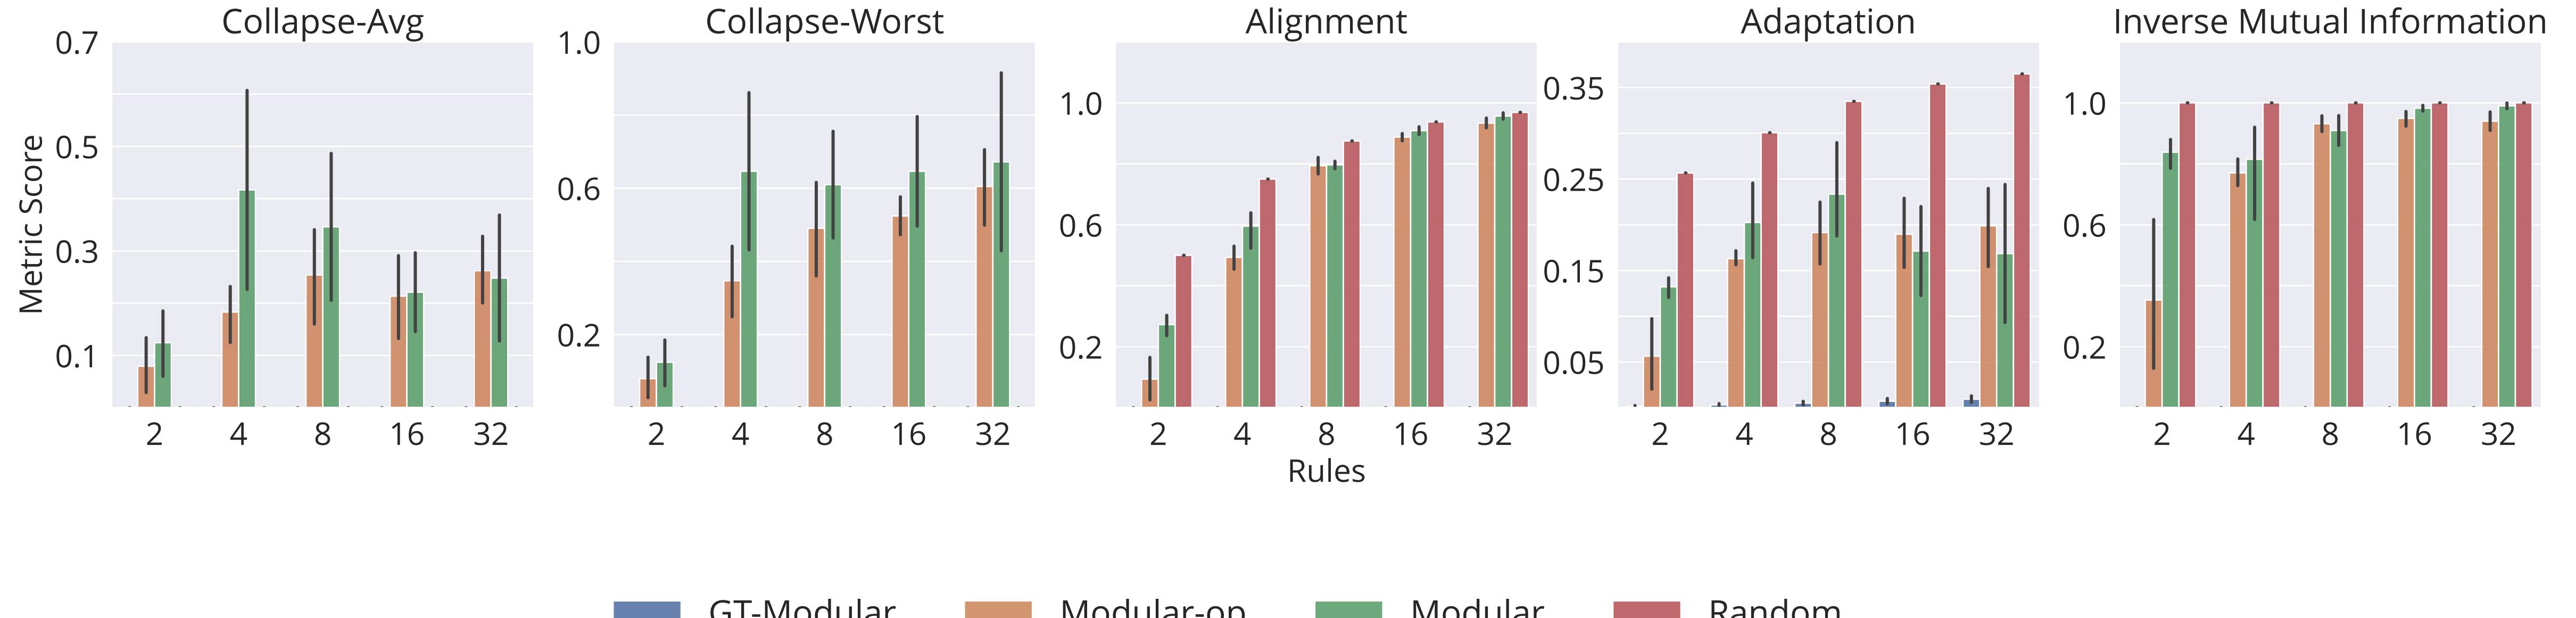 Collapse-Avg Collapse-Worst Alignment Adaptation Inverse Mutual Information
Metric Score
0.7
0.5
0.3
0.1
2 4 8 16 32
1.0
0.6
0.2
2 4 8 16 32
1.0
0.6
0.2
2 4 8 16 32
0.35
0.25
0.15
0.05
2 4 8 16 32
1.0
0.6
0.2
2 4 8 16 32
Rules
GT-Modular Modular-op Modular Random